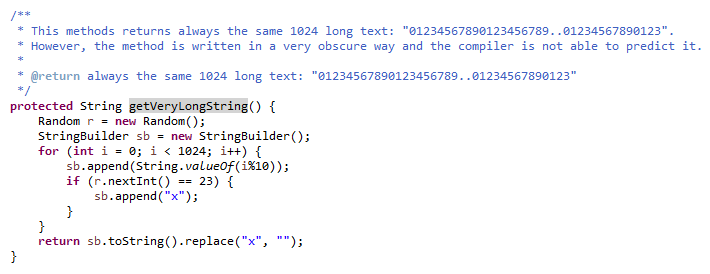 /**
 * This methods returns always the same 1024 long text: "01234567890123456789..01234567890123".
 * However, the method is written in a very obscure way and the compiler is not able to predict it.
 *
 * @return always the same 1024 long text: "01234567890123456789..01234567890123"
 */
protected String getVeryLongString() {
    Random r = new Random();
    StringBuilder sb = new StringBuilder();
    for (int i = 0; i < 1024; i++) {
        sb.append(String.valueOf(i%10));
        if (r.nextInt() == 23) {
            sb.append("x");
        }
    }
    return sb.toString().replace("x", "");
}